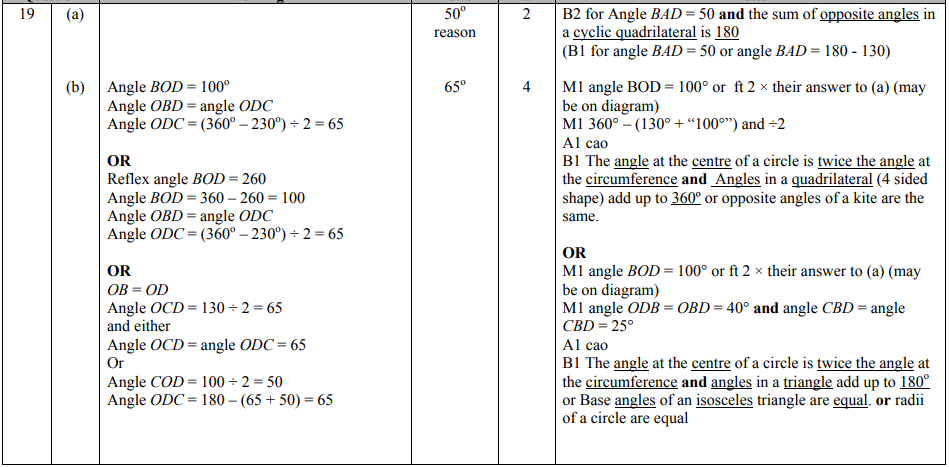 19 (a) 50° 2 B2 for Angle BAD = 50 and the sum of opposite angles in
reason a cyclic quadrilateral is 180
(B1 for angle BAD = 50 or angle BAD = 180 - 130)
(b) Angle BOD = 100° 65° 4 M1 angle BOD = 100° or ft 2 × their answer to (a) (may
Angle OBD = angle ODC be on diagram)
Angle ODC = (360° – 230°) ÷ 2 = 65 M1 360° – (130° + “100°”) and ÷2
A1 cao
OR B1 The angle at the centre of a circle is twice the angle at
Reflex angle BOD = 260 the circumference and Angles in a quadrilateral (4 sided
Angle BOD = 360 – 260 = 100 shape) add up to 360° or opposite angles of a kite are the
Angle OBD = angle ODC same.
Angle ODC = (360° – 230°) ÷ 2 = 65
OR
OR M1 angle BOD = 100° or ft 2 × their answer to (a) (may
OB = OD be on diagram)
Angle OCD = 130 ÷ 2 = 65 M1 angle ODB = OBD = 40° and angle CBD = angle
and either CBD = 25°
Angle OCD = angle ODC = 65 A1 cao
Or B1 The angle at the centre of a circle is twice the angle at
Angle COD = 100 ÷ 2 = 50 the circumference and angles in a triangle add up to 180°
Angle ODC = 180 – (65 + 50) = 65 or Base angles of an isosceles triangle are equal. or radii
of a circle are equal